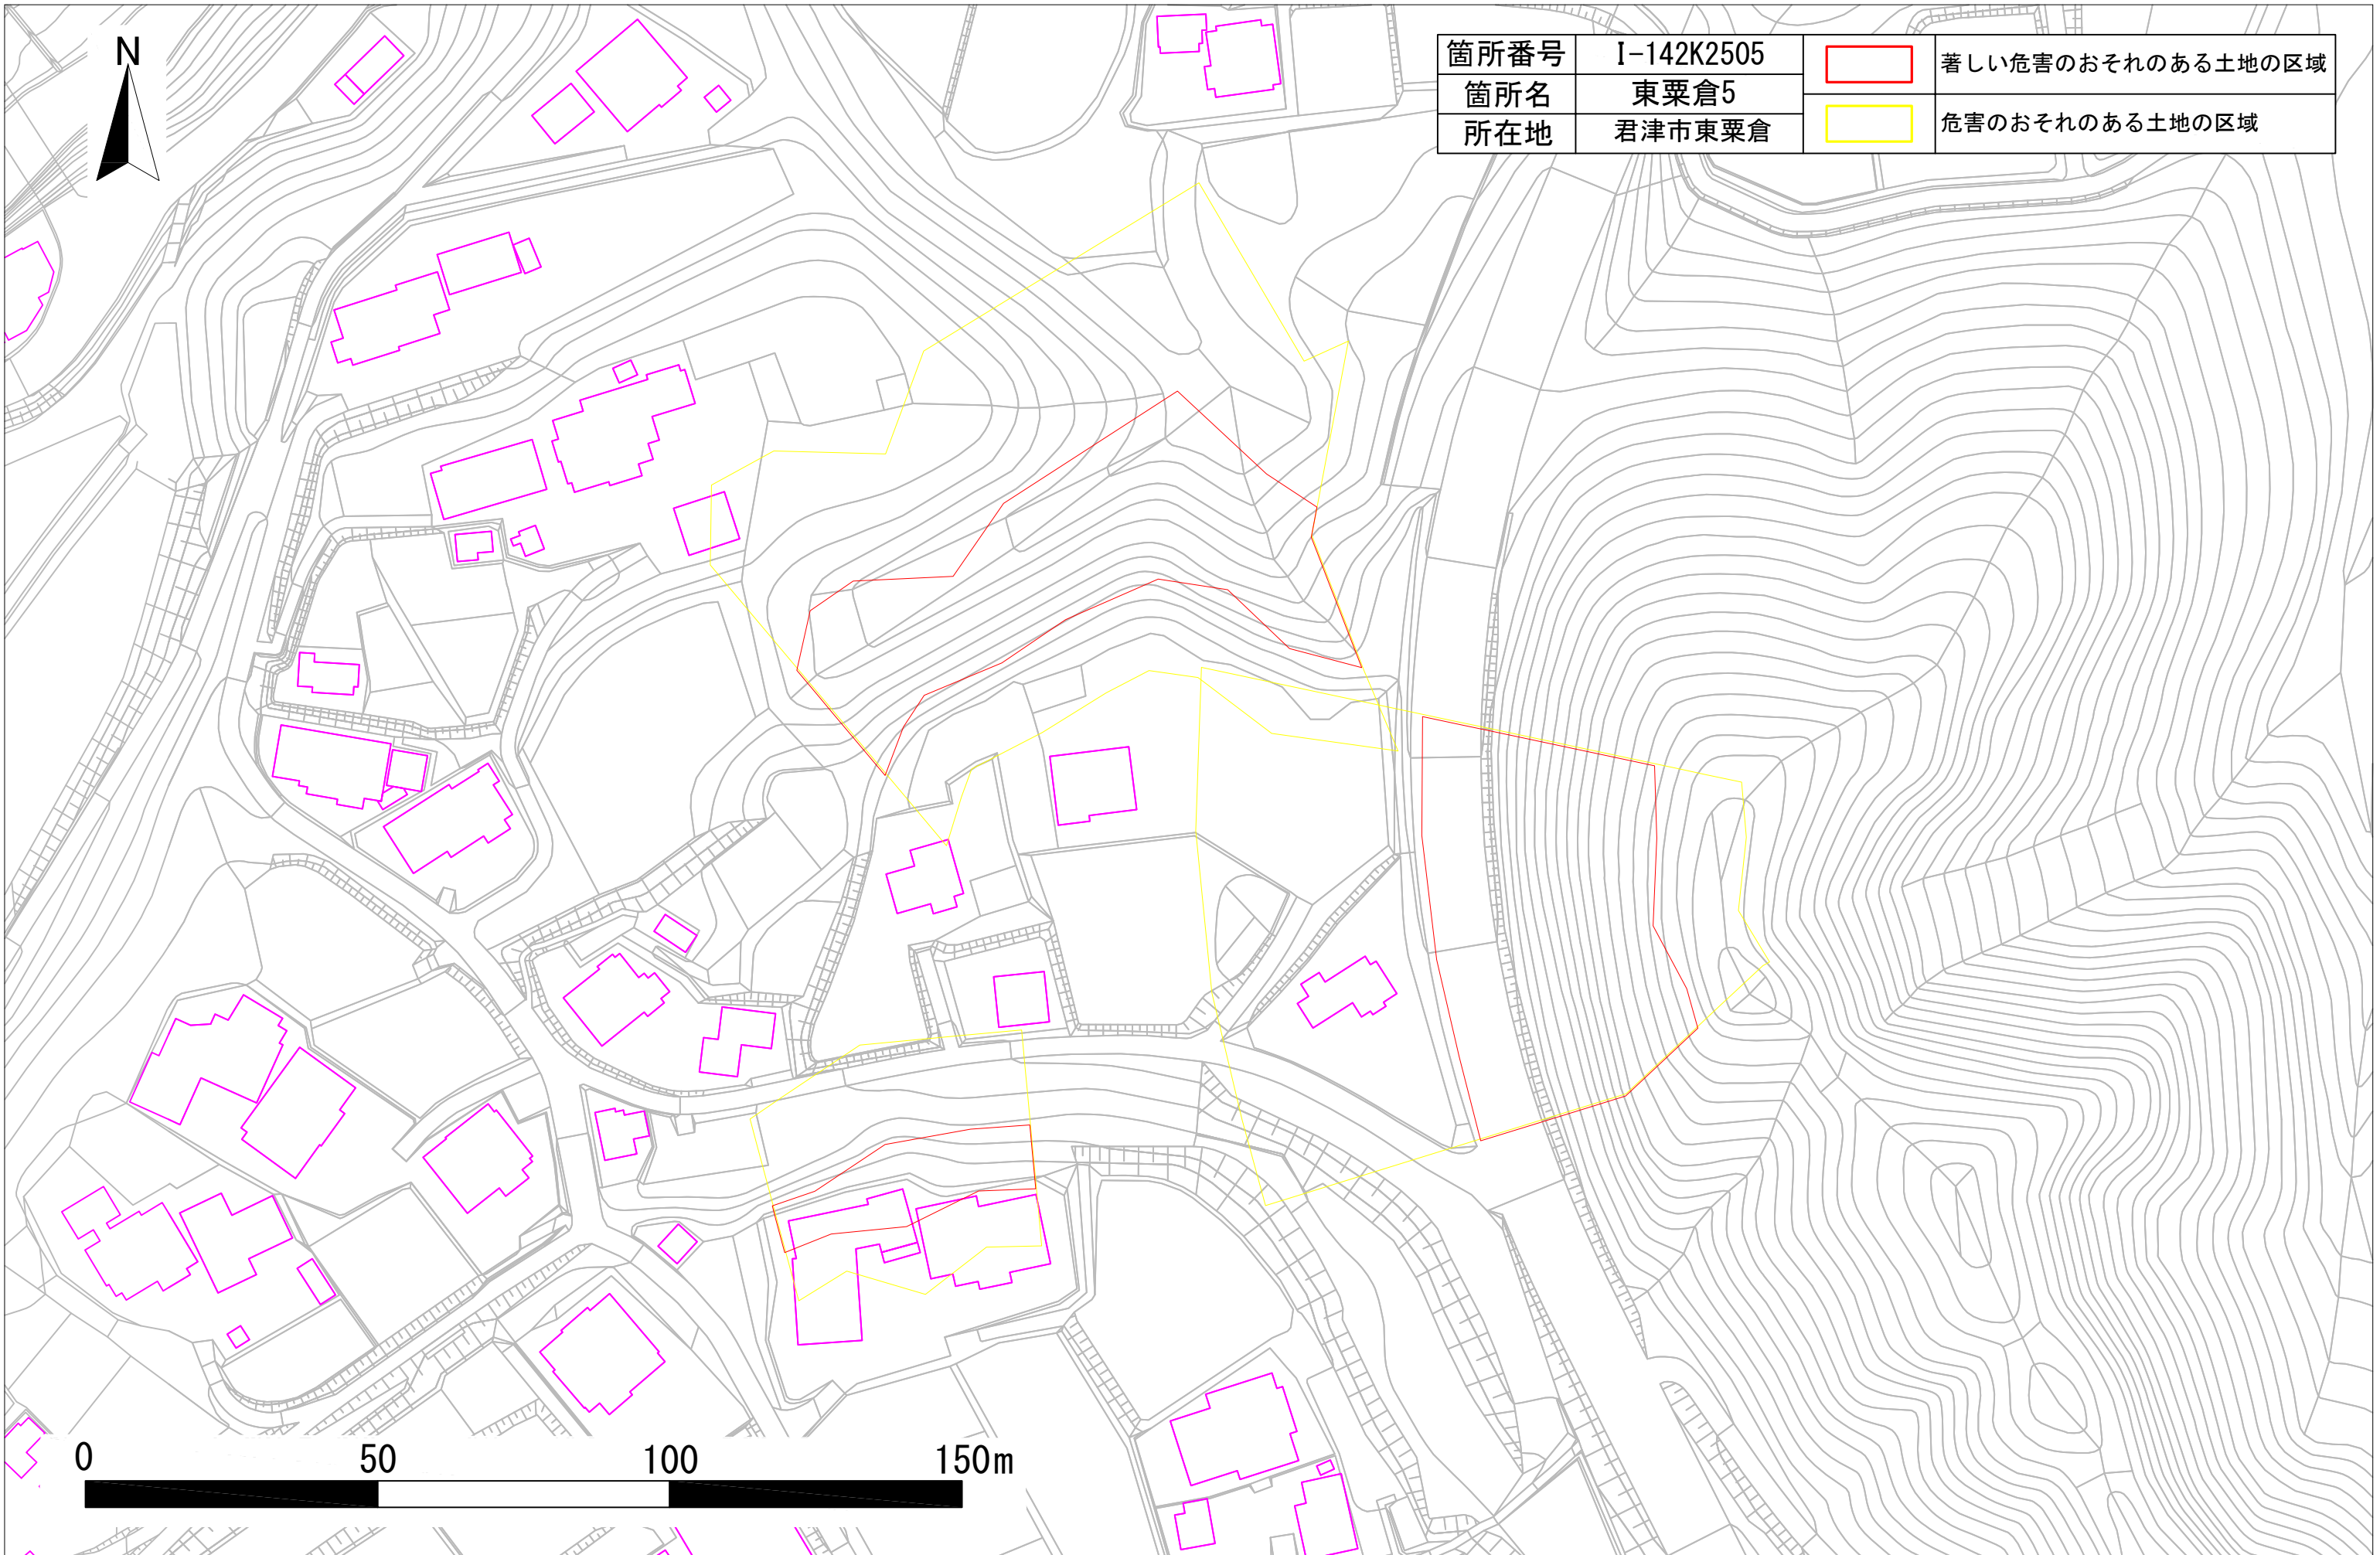 N
箇所番号 I-142K2505 著しい危害のおそれのある土地の区域
箇所名 東粟倉5
所在地 君津市東粟倉 危害のおそれのある土地の区域
0 50 100 150m